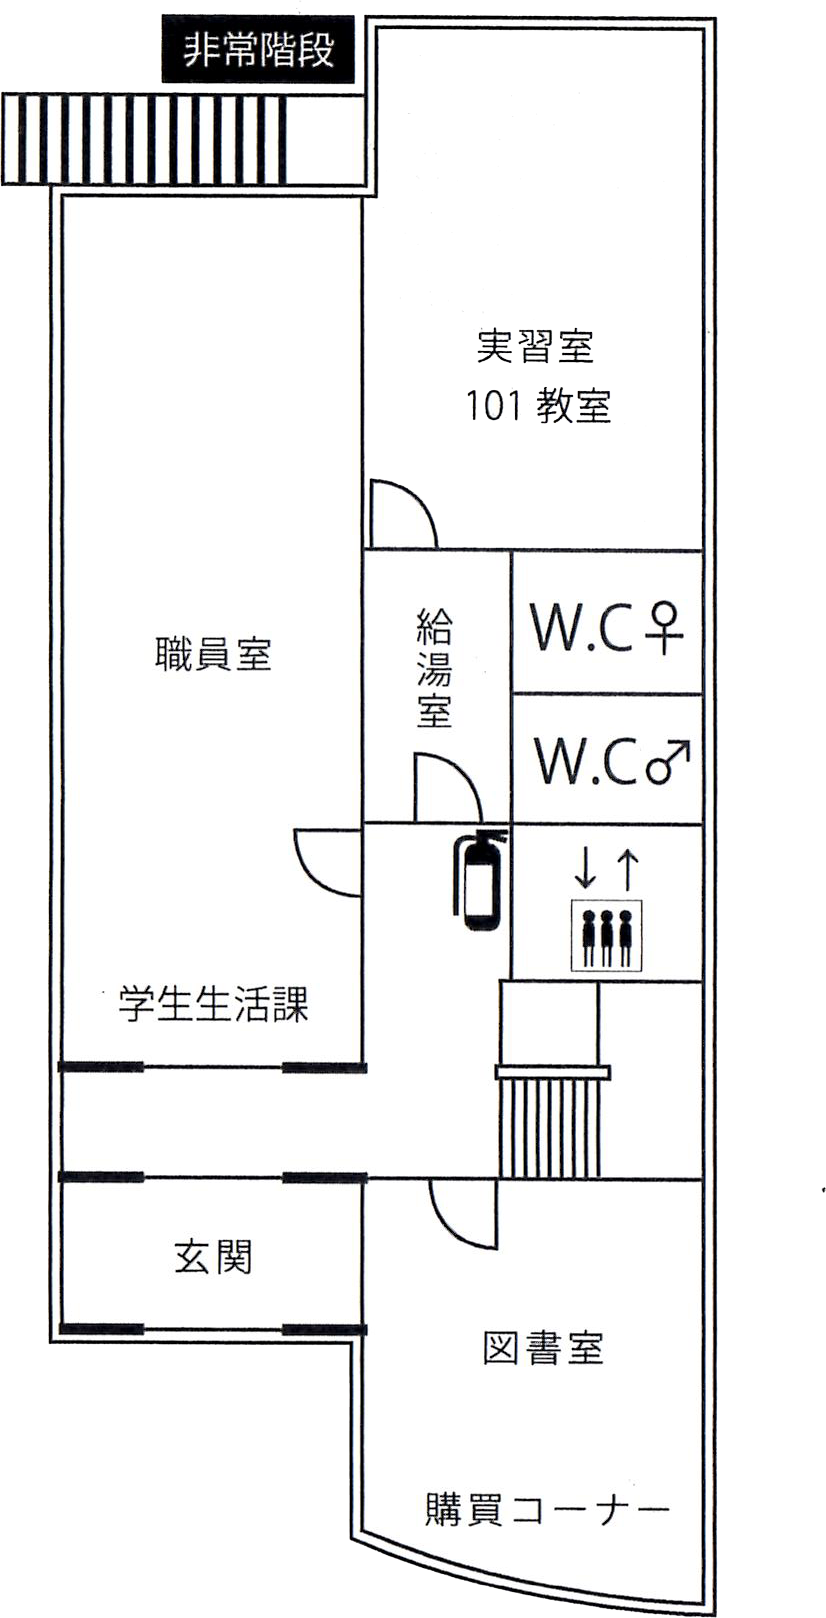 非常階段
実習室
101 教室
職員室
給湯室
W.C♀
W.C♂
↓↑
学生生活課
玄関
図書室
購買コーナー